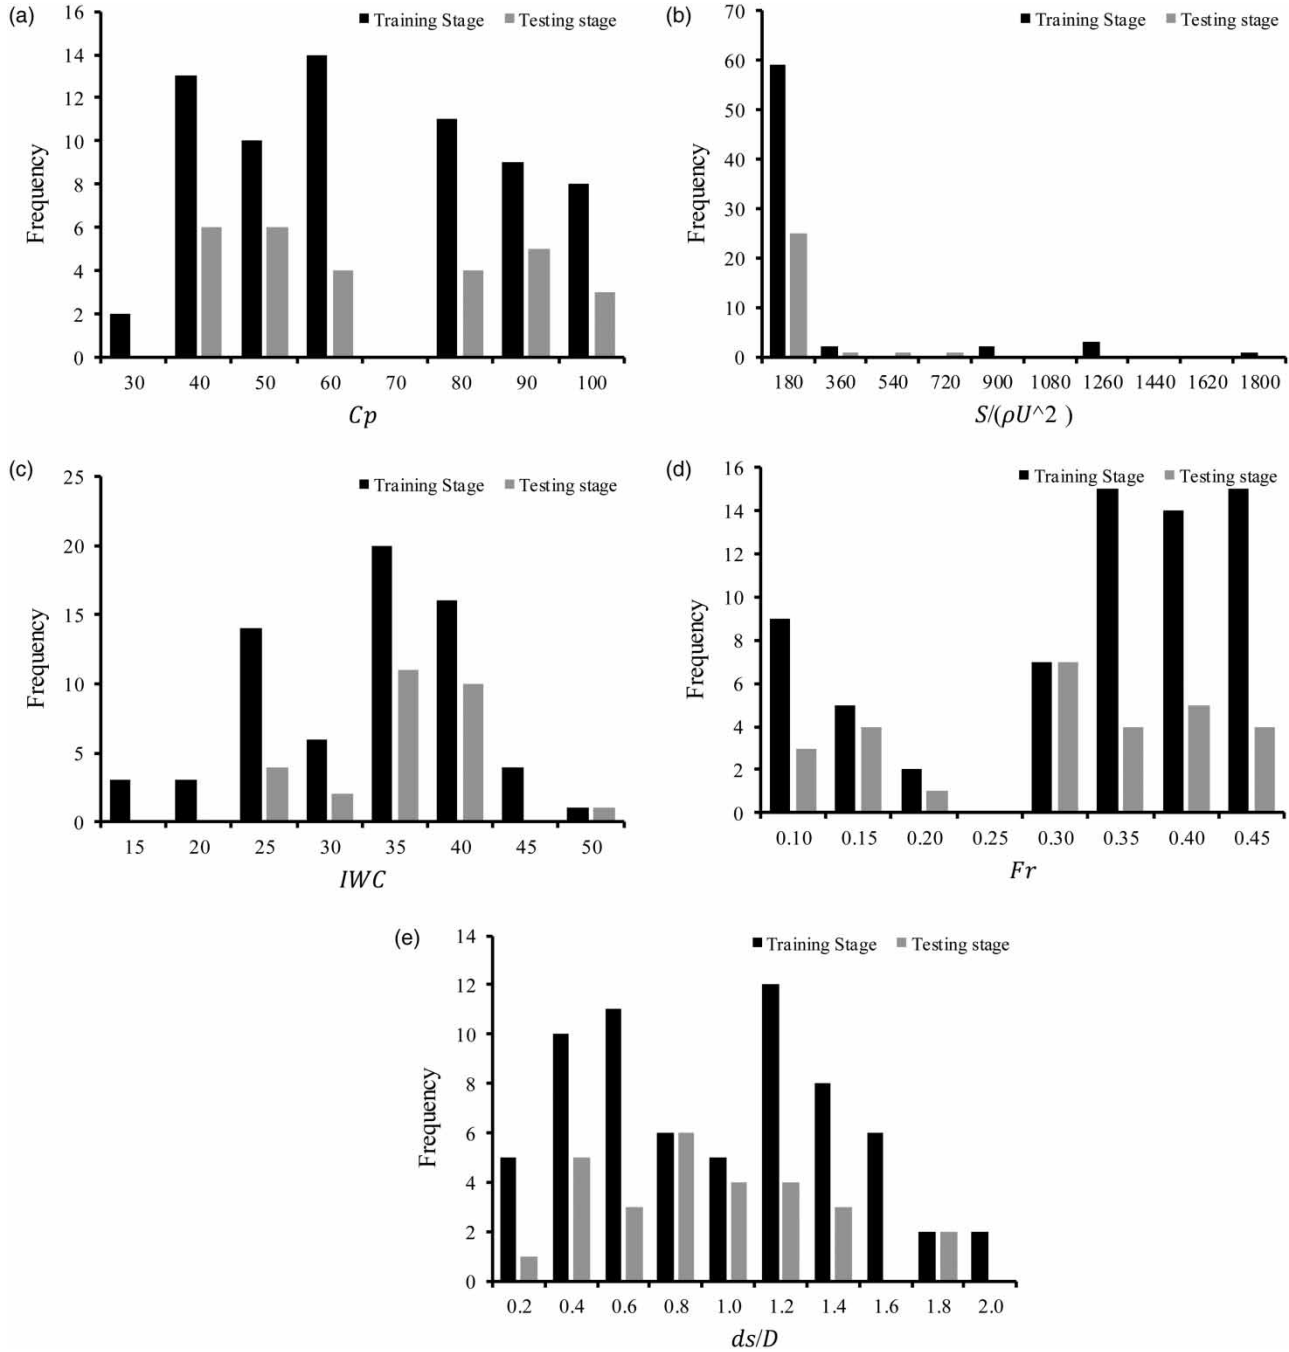 (a)
Training Stage Testing stage
16
14
12
10
8
6
4
2
0
Frequency
30 40 50 60 70 80 90 100
Cp
(b)
Training Stage Testing stage
70
60
50
40
30
20
10
0
Frequency
180 360 540 720 900 1080 1260 1440 1620 1800
S/(ρU^2 )
(c)
Training Stage Testing stage
25
20
15
10
5
0
Frequency
15 20 25 30 35 40 45 50
IWC
(d)
Training Stage Testing stage
16
14
12
10
8
6
4
2
0
Frequency
0.10 0.15 0.20 0.25 0.30 0.35 0.40 0.45
Fr
(e)
Training Stage Testing stage
14
12
10
8
6
4
2
0
Frequency
0.2 0.4 0.6 0.8 1.0 1.2 1.4 1.6 1.8 2.0
ds/D